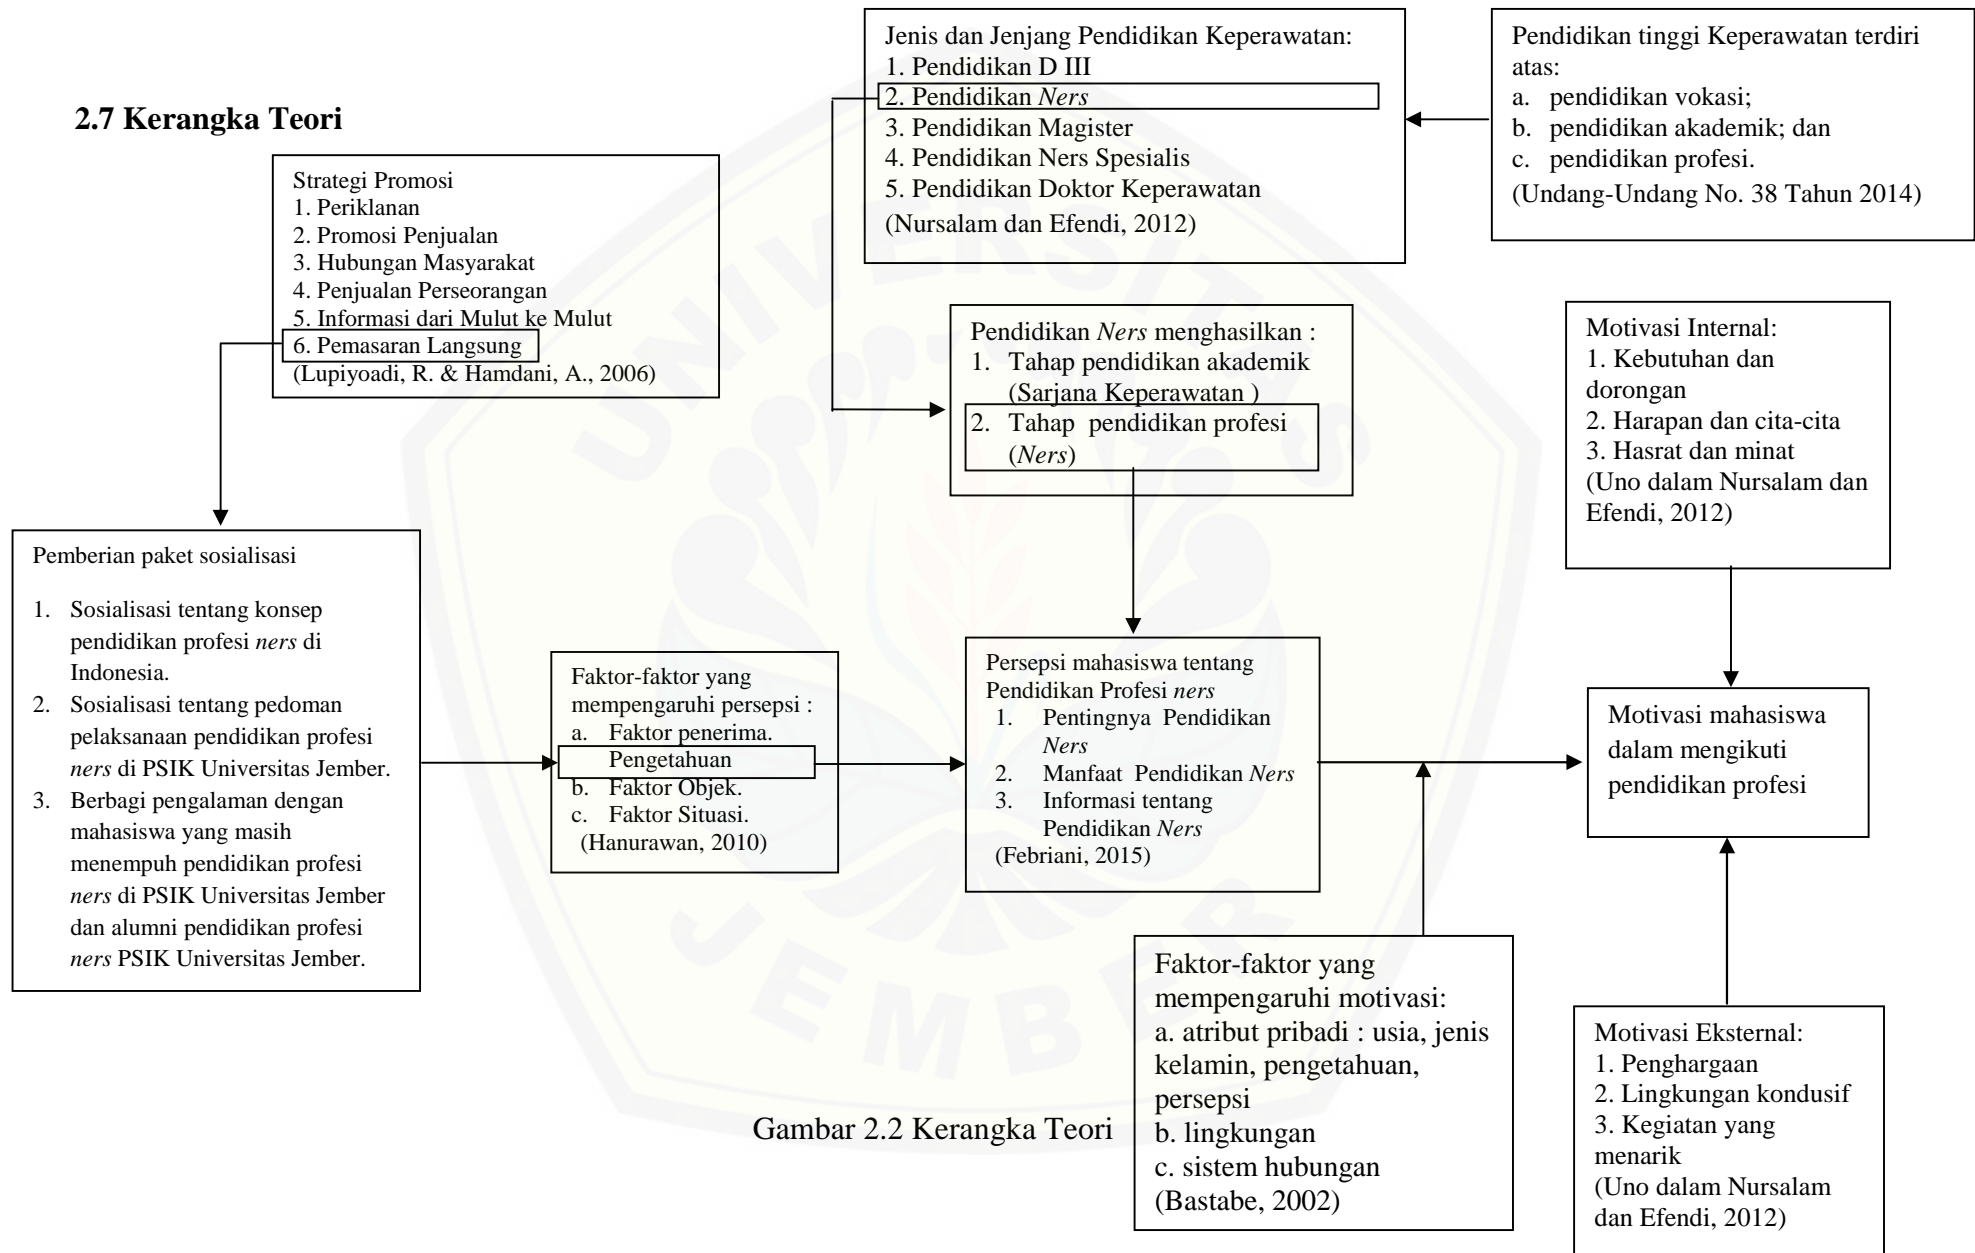 2.7 Kerangka Teori
Strategi Promosi
1. Periklanan
2. Promosi Penjualan
3. Hubungan Masyarakat
4. Penjualan Perseorangan
5. Informasi dari Mulut ke Mulut
6. Pemasaran Langsung
(Lupiyoadi, R. & Hamdani, A., 2006)
Jenis dan Jenjang Pendidikan Keperawatan:
1. Pendidikan D III
2. Pendidikan Ners
3. Pendidikan Magister
4. Pendidikan Ners Spesialis
5. Pendidikan Doktor Keperawatan
(Nursalam dan Efendi, 2012)
Pendidikan tinggi Keperawatan terdiri
atas:
a. pendidikan vokasi;
b. pendidikan akademik; dan
c. pendidikan profesi.
(Undang-Undang No. 38 Tahun 2014)
Pendidikan Ners menghasilkan :
1. Tahap pendidikan akademik
(Sarjana Keperawatan )
2. Tahap pendidikan profesi
(Ners)
Motivasi Internal:
1. Kebutuhan dan
dorongan
2. Harapan dan cita-cita
3. Hasrat dan minat
(Uno dalam Nursalam dan
Efendi, 2012)
Pemberian paket sosialisasi
1. Sosialisasi tentang konsep
pendidikan profesi ners di
Indonesia.
2. Sosialisasi tentang pedoman
pelaksanaan pendidikan profesi
ners di PSIK Universitas Jember.
3. Berbagi pengalaman dengan
mahasiswa yang masih
menempuh pendidikan profesi
ners di PSIK Universitas Jember
dan alumni pendidikan profesi
ners PSIK Universitas Jember.
Faktor-faktor yang
mempengaruhi persepsi :
a. Faktor penerima.
Pengetahuan
b. Faktor Objek.
c. Faktor Situasi.
(Hanurawan, 2010)
Persepsi mahasiswa tentang
Pendidikan Profesi ners
1. Pentingnya Pendidikan
Ners
2. Manfaat Pendidikan Ners
3. Informasi tentang
Pendidikan Ners
(Febriani, 2015)
Motivasi mahasiswa
dalam mengikuti
pendidikan profesi
Faktor-faktor yang
mempengaruhi motivasi:
a. atribut pribadi : usia, jenis
kelamin, pengetahuan,
persepsi
b. lingkungan
c. sistem hubungan
(Bastabe, 2002)
Motivasi Eksternal:
1. Penghargaan
2. Lingkungan kondusif
3. Kegiatan yang
menarik
(Uno dalam Nursalam
dan Efendi, 2012)
Gambar 2.2 Kerangka Teori
UNIVERSITAS
JEMBER